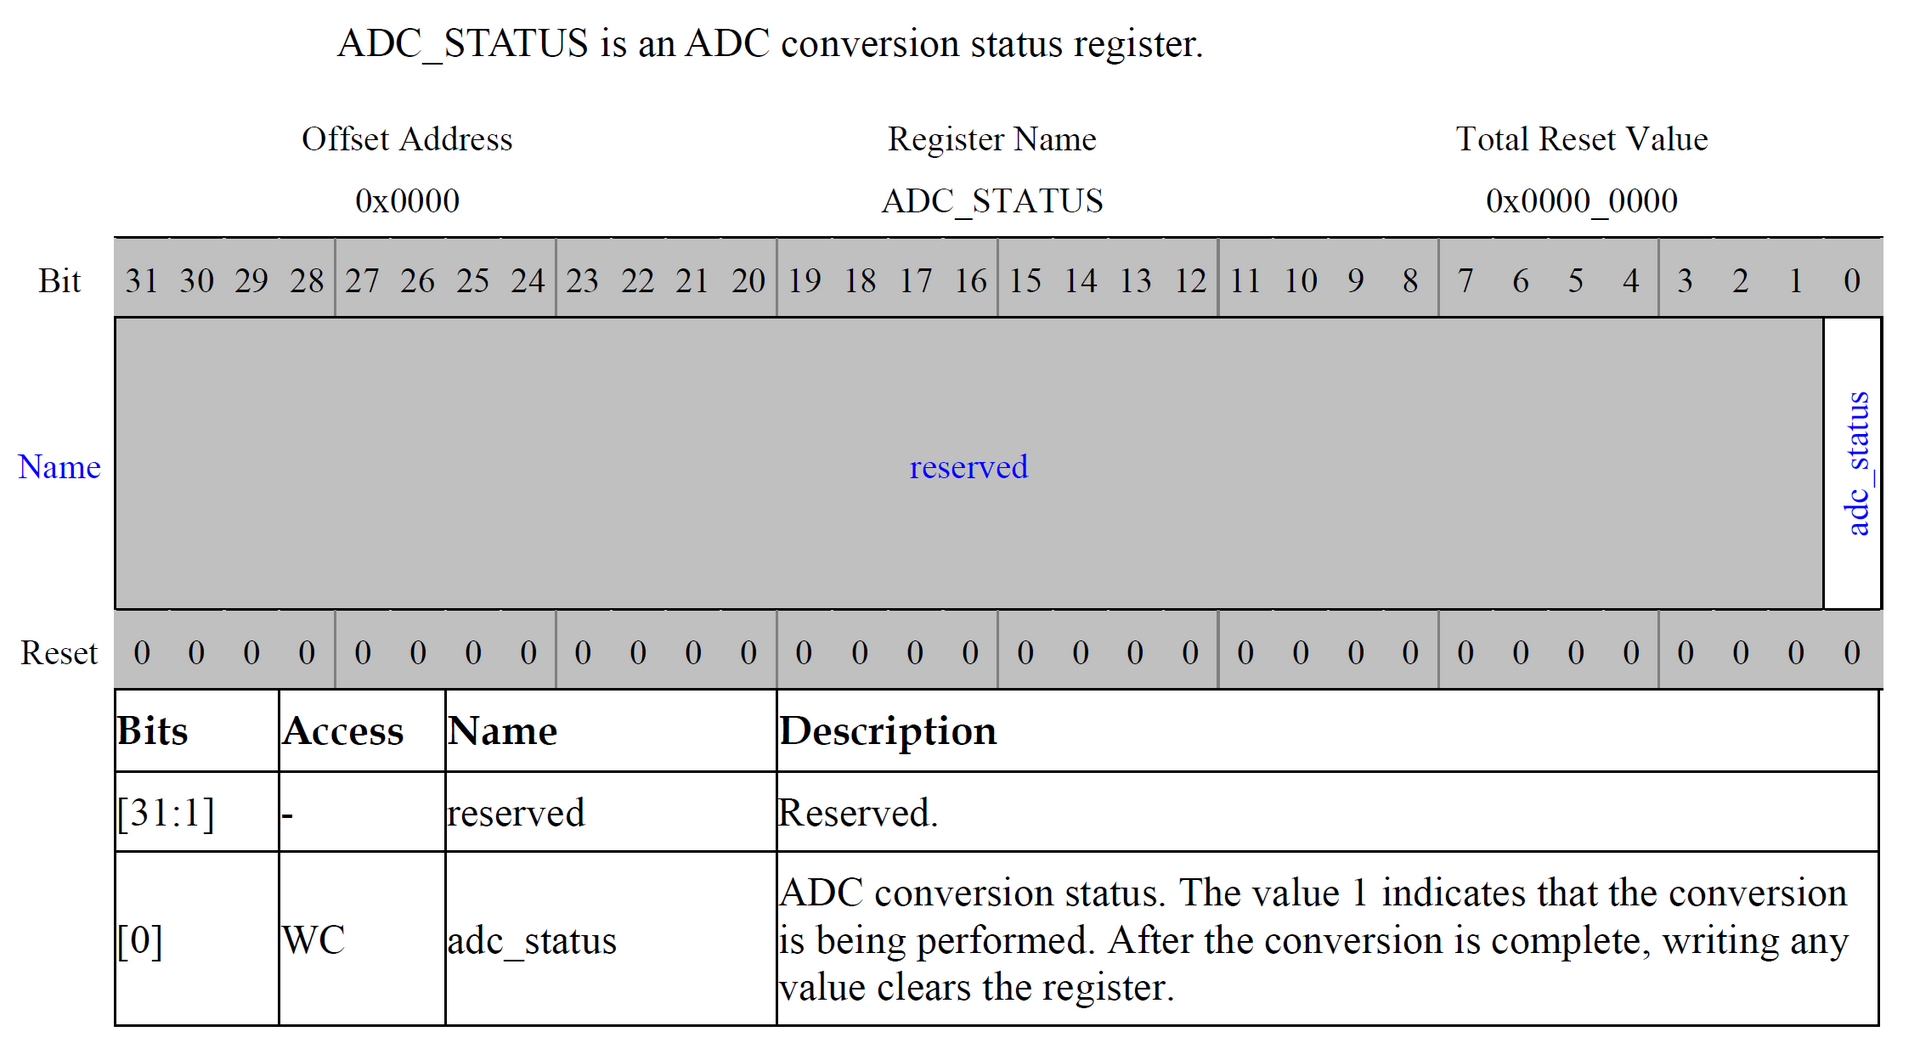 ADC_STATUS is an ADC conversion status register.
Offset Address Register Name Total Reset Value
0x0000 ADC_STATUS 0x0000_0000
Bit 31 30 29 28 27 26 25 24 23 22 21 20 19 18 17 16 15 14 13 12 11 10 9 8 7 6 5 4 3 2 1 0
Name reserved adc_status
Reset 0 0 0 0 0 0 0 0 0 0 0 0 0 0 0 0 0 0 0 0 0 0 0 0 0 0 0 0 0 0 0 0
Bits Access Name Description
[31:1] - reserved Reserved.
[0] WC adc_status ADC conversion status. The value 1 indicates that the conversion
is being performed. After the conversion is complete, writing any
value clears the register.